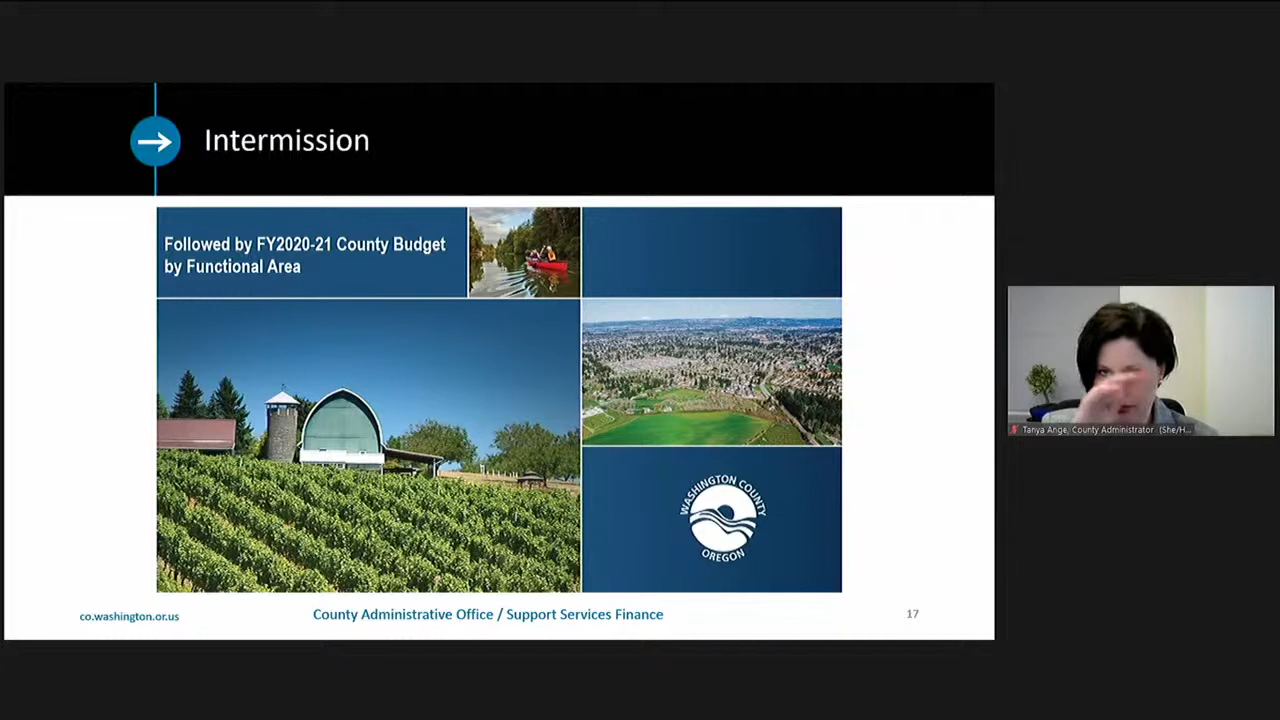 Intermission
Followed by FY2020-21 County Budget
by Functional Area
WASHINGTON COUNTY
OREGON
co.washington.or.us
County Administrative Office / Support Services Finance
17
Tanya Ange, County Administrator (She/H...